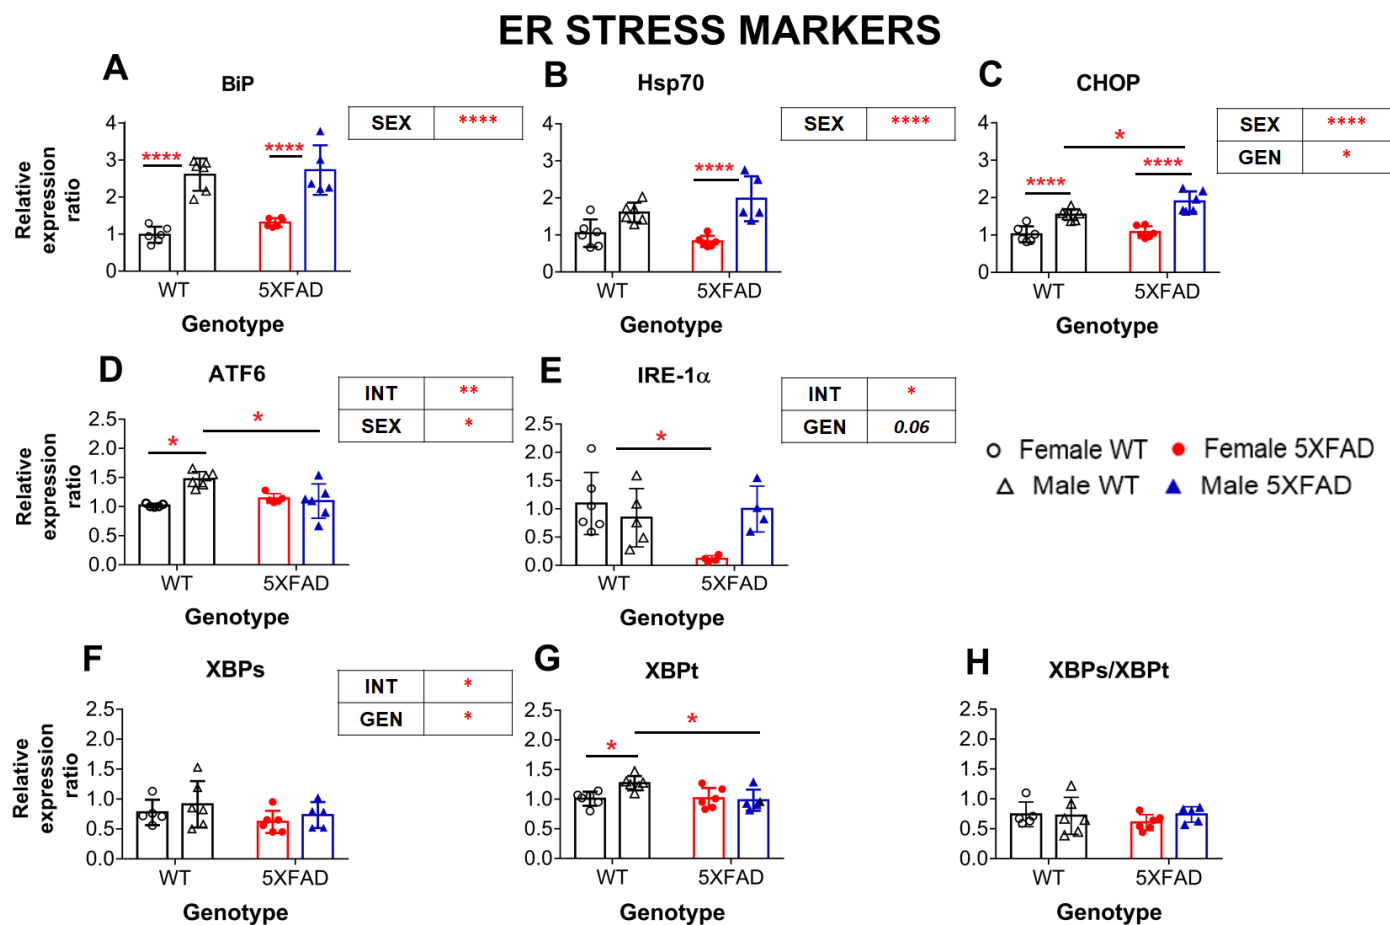 ER STRESS MARKERS
A
BiP
SEX ****
Relative
expression
ratio
4
3
2
1
0
**** ****
WT 5XFAD
Genotype
B
Hsp70
SEX ****
4
3
2
1
0
****
WT 5XFAD
Genotype
C
CHOP
SEX ****
GEN *
4
3
2
1
0
*
**** ****
WT 5XFAD
Genotype
D
ATF6
INT **
SEX *
Relative
expression
ratio
2.5
2.0
1.5
1.0
0.5
0.0
* *
WT 5XFAD
Genotype
E
IRE-1α
INT *
GEN 0.06
2.5
2.0
1.5
1.0
0.5
0.0
*
WT 5XFAD
Genotype
Female WT Female 5XFAD
Male WT Male 5XFAD
F
XBPs
INT *
GEN *
Relative
expression
ratio
2.5
2.0
1.5
1.0
0.5
0.0
WT 5XFAD
Genotype
G
XBPt
2.5
2.0
1.5
1.0
0.5
0.0
* *
WT 5XFAD
Genotype
H
XBPs/XBPt
2.5
2.0
1.5
1.0
0.5
0.0
WT 5XFAD
Genotype